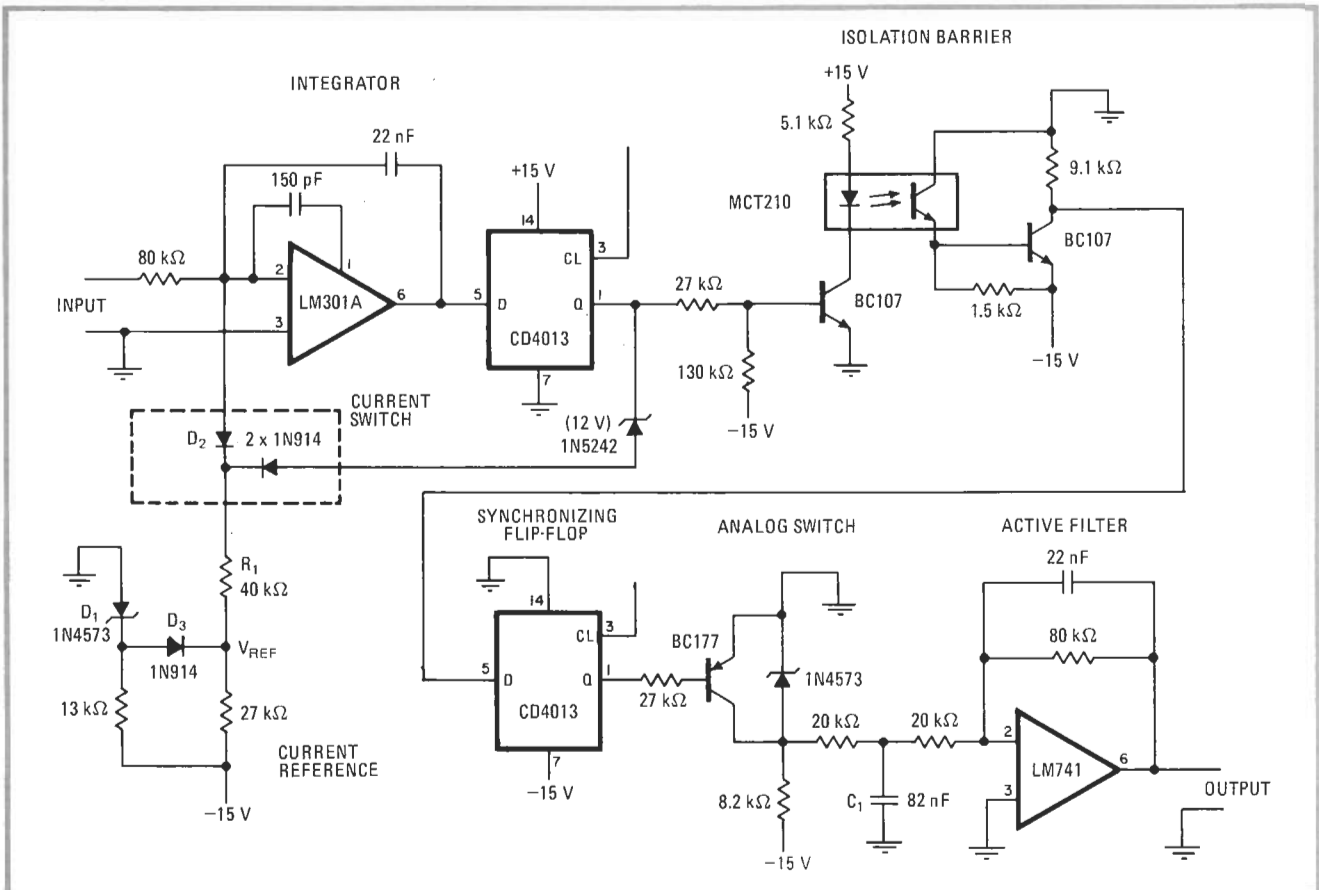 ISOLATION BARRIER
+15 V
INTEGRATOR
5.1 kΩ
22 nF
9.1 kΩ
150 pF
+15 V
MCT210
14
3
CL
80 kΩ
2
1
BC107
27 kΩ
LM301A
6
5
D
Q
1
BC107
INPUT
1.5 kΩ
3
CD4013
7
130 kΩ
-15 V
CURRENT
SWITCH
(12 V)
1N5242
-15 V
D2
2 x 1N914
SYNCHRONIZING
FLIP-FLOP
ANALOG SWITCH
ACTIVE FILTER
22 nF
R1
40 kΩ
14
3
CL
BC177
80 kΩ
D1
1N4573
D3
VREF
1N914
5
D
Q
1
1N4573
27 kΩ
CD4013
20 kΩ
20 kΩ
2
13 kΩ
27 kΩ
6
LM741
CURRENT
REFERENCE
7
-15 V
8.2 kΩ
C1
82 nF
3
OUTPUT
-15 V
-15 V